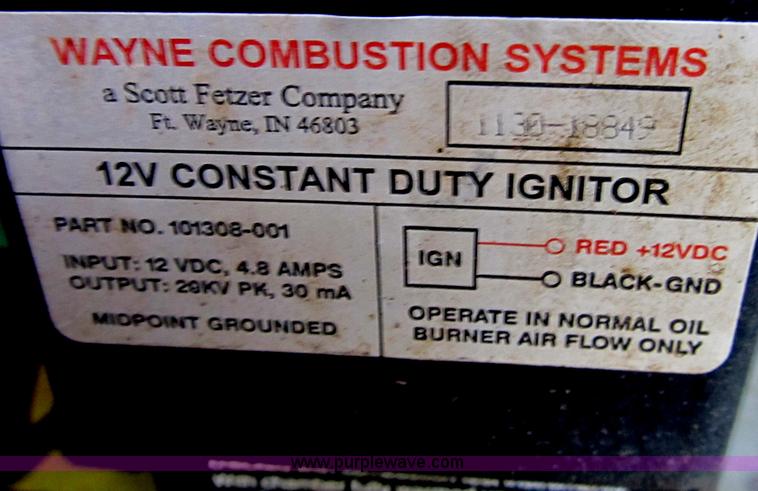 WAYNE COMBUSTION SYSTEMS
a Scott Fetzer Company
Ft. Wayne, IN 46803
1130-18849
12V CONSTANT DUTY IGNITOR
PART NO. 101308-001
INPUT: 12 VDC, 4.8 AMPS
OUTPUT: 29KV PK, 30 mA
MIDPOINT GROUNDED
IGN
RED +12VDC
BLACK-GND
OPERATE IN NORMAL OIL
BURNER AIR FLOW ONLY
www.purplewave.com